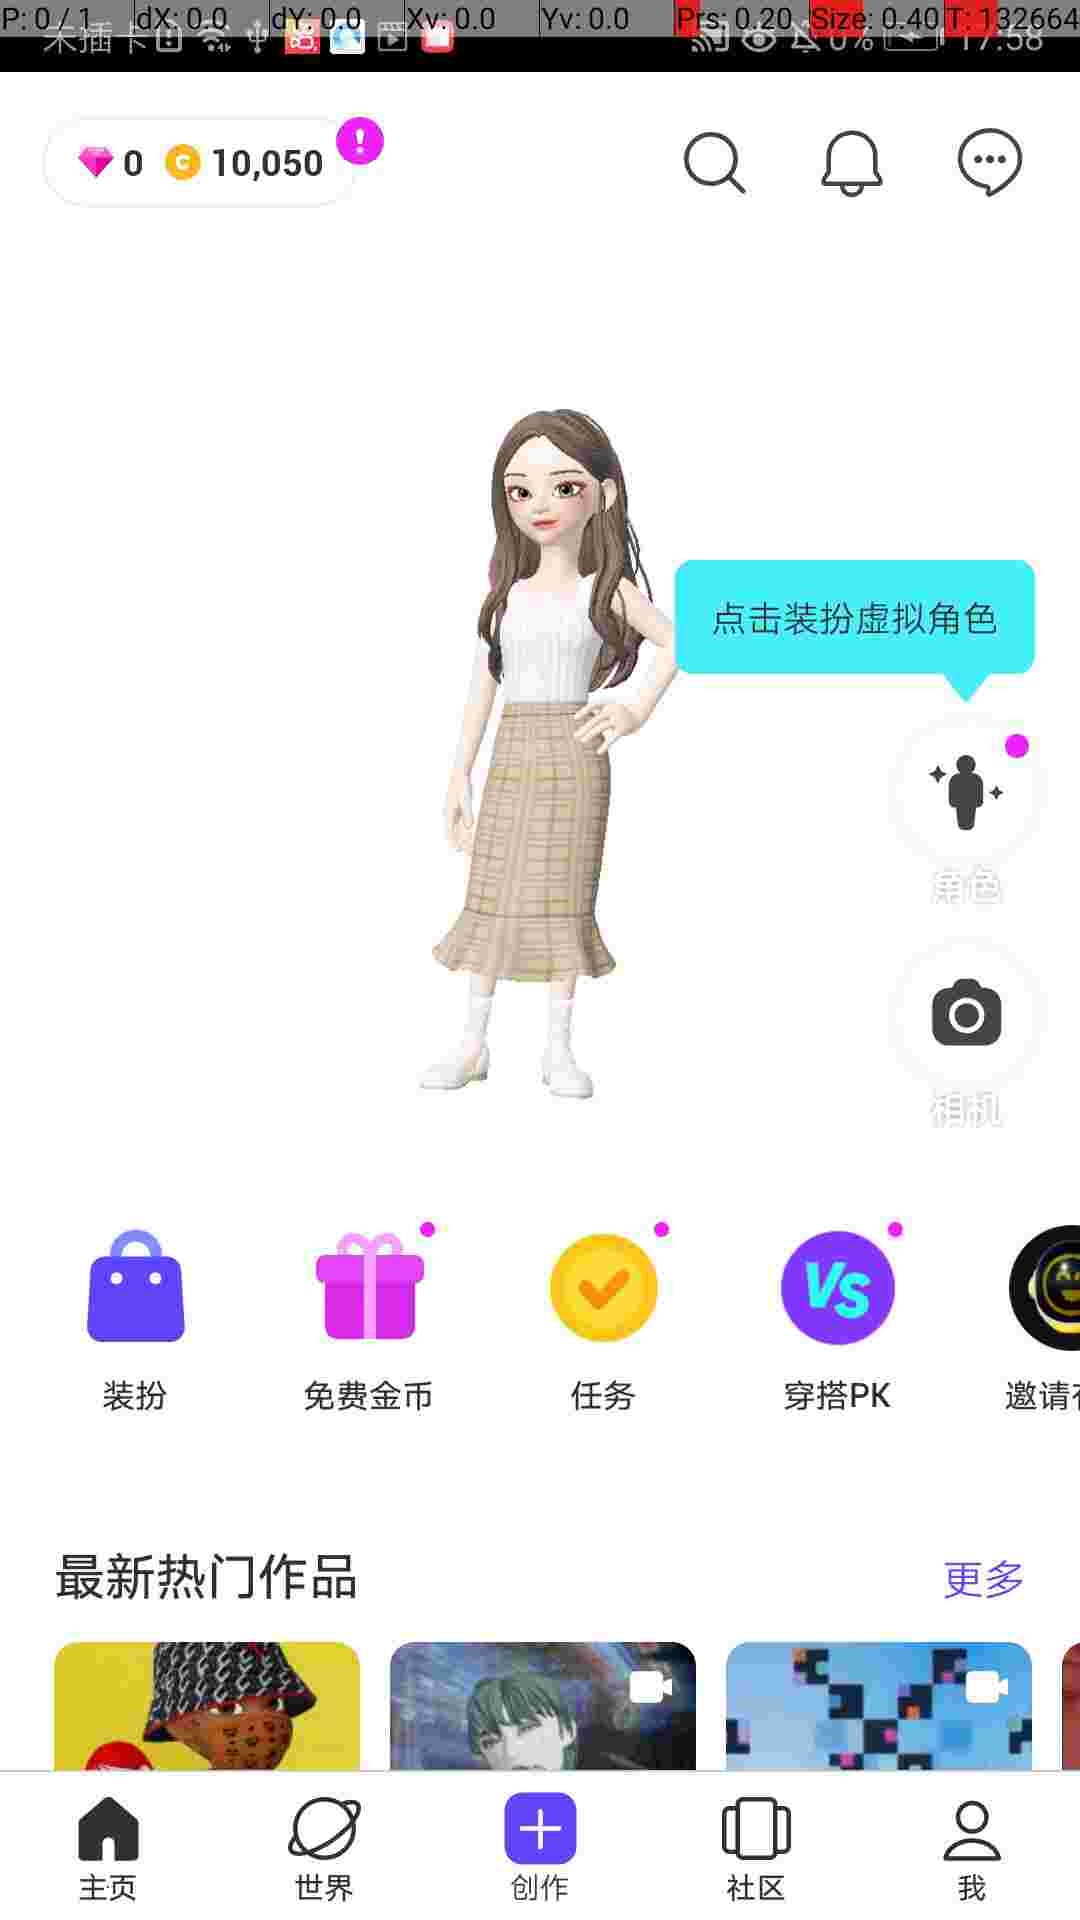 P: 0 / 1 dX: 0.0 dY: 0.0 Xv: 0.0 Yv: 0.0 Prs: 0.20 Size: 0.40 T: 132664
未插卡 0% 17:58
0 10,050
点击装扮虚拟角色
角色
相机
VS
装扮 免费金币 任务 穿搭PK 邀请
最新热门作品 更多
主页 世界 创作 社区 我